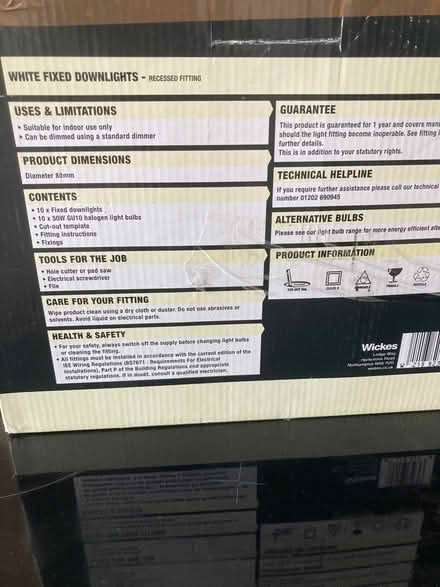 WHITE FIXED DOWNLIGHTS - RECESSED FITTING
USES & LIMITATIONS
• Suitable for indoor use only
• Can be dimmed using a standard dimmer
PRODUCT DIMENSIONS
Diameter 80mm
CONTENTS
• 10 x Fixed downlights
• 10 x 50W GU10 halogen light bulbs
• Cut-out template
• Fitting instructions
• Fixings
TOOLS FOR THE JOB
• Hole cutter or pad saw
• Electrical screwdriver
• File
CARE FOR YOUR FITTING
Wipe product clean using a dry cloth or duster. Do not use abrasives or
solvents. Avoid liquid on electrical parts.
HEALTH & SAFETY
• For your safety, always switch off the supply before changing light bulbs
or cleaning the fitting.
• All fittings must be installed in accordance with the current edition of the
IEE Wiring Regulations (BS7671 : Requirements For Electrical
Installations), Part P of the Building Regulations and appropriate
statutory regulations. If in doubt, consult a qualified electrician.
GUARANTEE
This product is guaranteed for 1 year and covers
should the light fitting become inoperable. See fitting
further details.
This is in addition to your statutory rights.
TECHNICAL HELPLINE
If you require further assistance please call our technical
number 01202 690945
ALTERNATIVE BULBS
Please see our light bulb range for more energy efficient
PRODUCT INFORMATION
Wickes